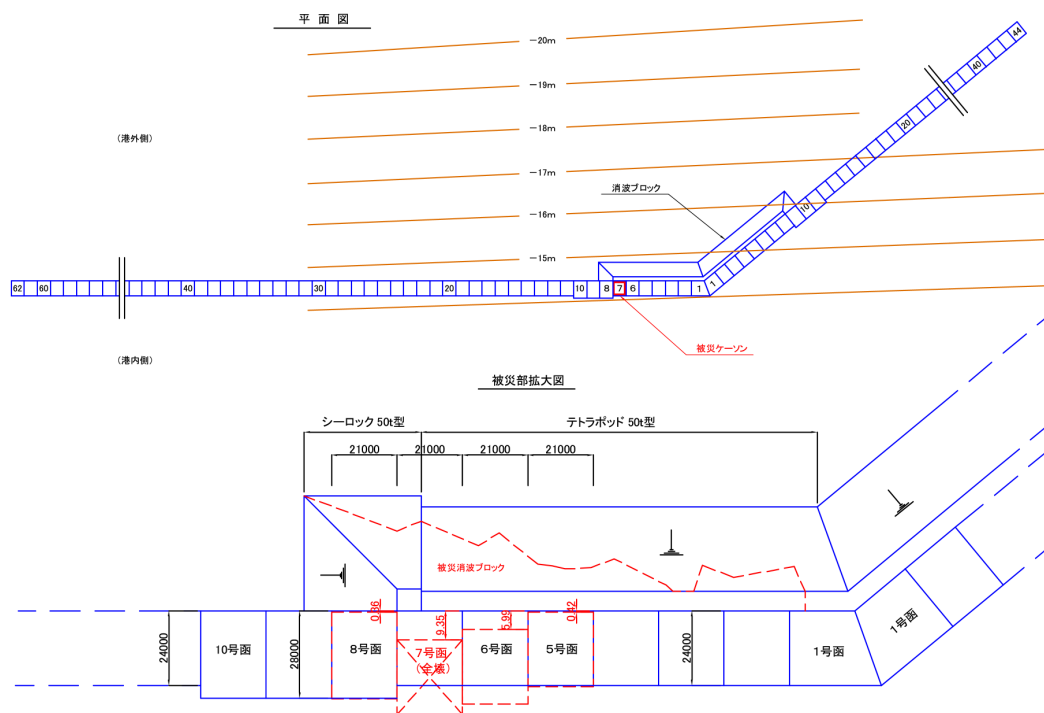 平 面 図
-20m
-19m
-18m
-17m
-16m
-15m
(港外側)
(港内側)
消波ブロック
44
40
20
10
1
62
60
40
30
20
10
8
7
6
1
被災ケーソン
被災部拡大図
シーロック 50t型
テトラポッド 50t型
21000
21000
21000
21000
被災消波ブロック
0.86
9.35
5.99
0.42
24000
10号函
28000
8号函
7号函
(全壊)
6号函
5号函
24000
1号函
1号函